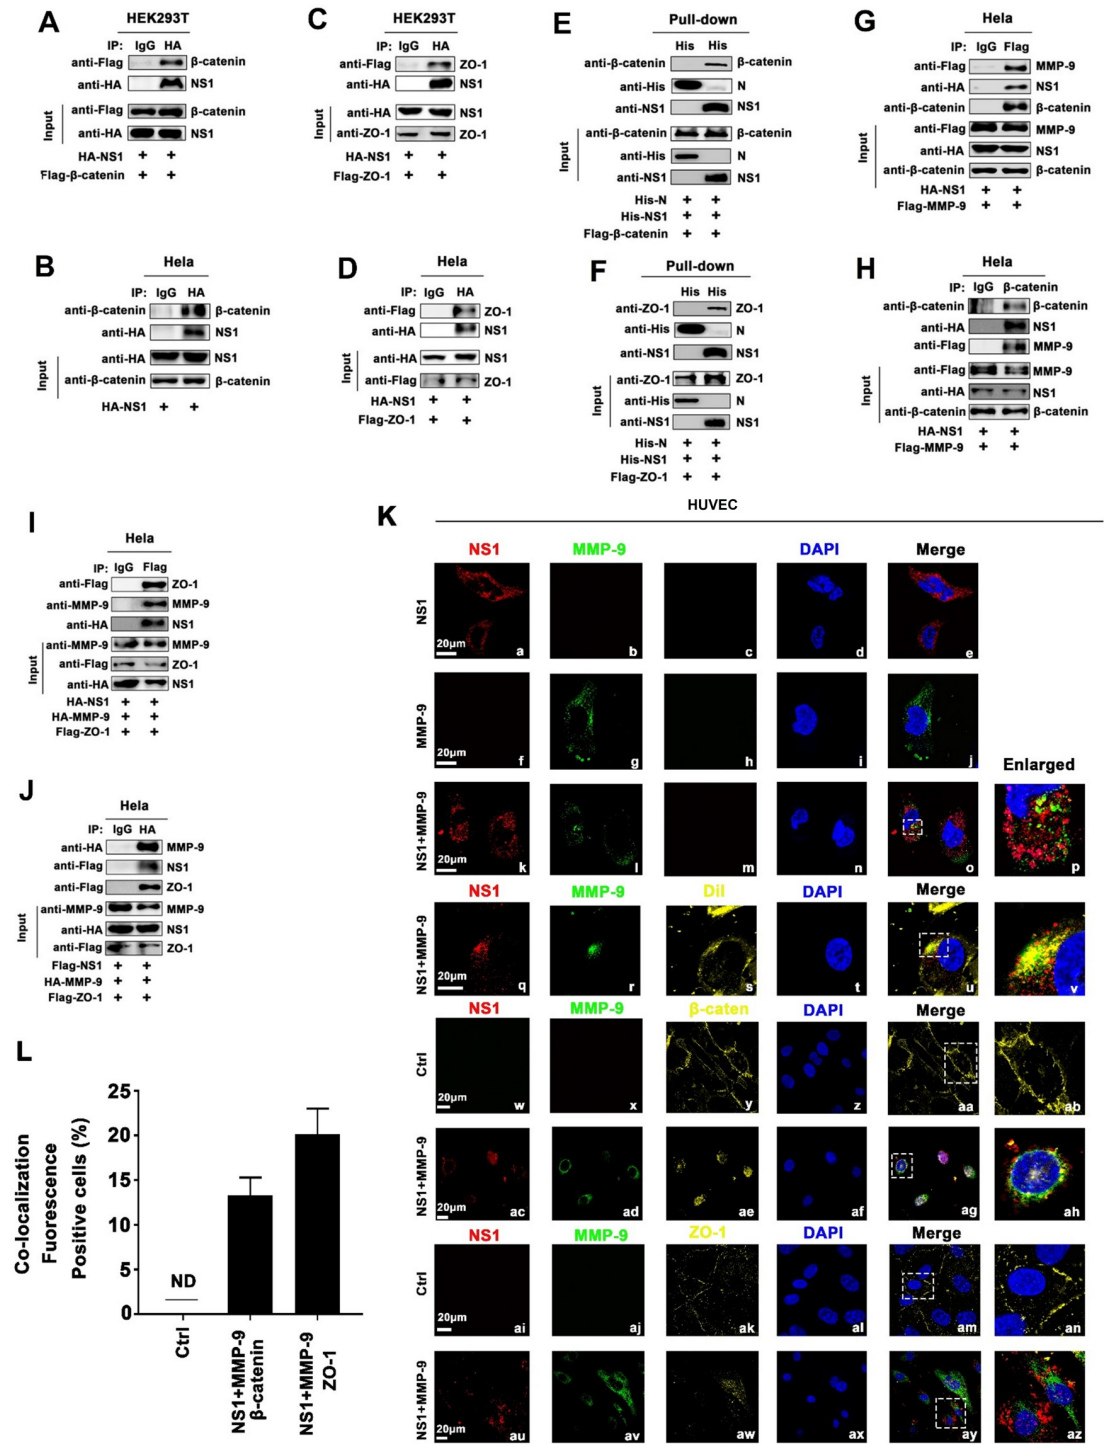 A
HEK293T
IP: IgG HA
anti-Flag β-catenin
anti-HA NS1
Input
anti-Flag β-catenin
anti-HA NS1
HA-NS1 + +
Flag-β-catenin + +
C
HEK293T
IP: IgG HA
anti-Flag ZO-1
anti-HA NS1
Input
anti-HA NS1
anti-ZO-1 ZO-1
HA-NS1 + +
Flag-ZO-1 + +
E
Pull-down
His His
anti-β-catenin β-catenin
anti-His N
anti-NS1 NS1
Input
anti-β-catenin β-catenin
anti-His N
anti-NS1 NS1
His-N + +
His-NS1 + +
Flag-β-catenin + +
G
Hela
IP: IgG Flag
anti-Flag MMP-9
anti-HA NS1
anti-β-catenin β-catenin
Input
anti-Flag MMP-9
anti-HA NS1
anti-β-catenin β-catenin
HA-NS1 + +
Flag-MMP-9 + +
B
Hela
IP: IgG HA
anti-β-catenin β-catenin
anti-HA NS1
Input
anti-HA NS1
anti-β-catenin β-catenin
HA-NS1 + +
D
Hela
IP: IgG HA
anti-Flag ZO-1
anti-HA NS1
Input
anti-HA NS1
anti-Flag ZO-1
HA-NS1 + +
Flag-ZO-1 + +
F
Pull-down
His His
anti-ZO-1 ZO-1
anti-His N
anti-NS1 NS1
Input
anti-ZO-1 ZO-1
anti-His N
anti-NS1 NS1
His-N + +
His-NS1 + +
Flag-ZO-1 + +
H
Hela
IP: IgG β-catenin
anti-β-catenin β-catenin
anti-HA NS1
anti-Flag MMP-9
Input
anti-Flag MMP-9
anti-HA NS1
anti-β-catenin β-catenin
HA-NS1 + +
Flag-MMP-9 + +
I
Hela
IP: IgG Flag
anti-Flag ZO-1
anti-MMP-9 MMP-9
anti-HA NS1
Input
anti-MMP-9 MMP-9
anti-Flag ZO-1
anti-HA NS1
HA-NS1 + +
HA-MMP-9 + +
Flag-ZO-1 + +
J
Hela
IP: IgG HA
anti-HA MMP-9
anti-Flag NS1
anti-Flag ZO-1
Input
anti-MMP-9 MMP-9
anti-HA NS1
anti-Flag ZO-1
Flag-NS1 + +
HA-MMP-9 + +
Flag-ZO-1 + +
K
HUVEC
NS1 MMP-9 DAPI Merge
NS1
20μm a b c d e
MMP-9
20μm f g h i j
Enlarged
NS1+MMP-9
20μm k l m n o p
NS1 MMP-9 Dil DAPI Merge
NS1+MMP-9
20μm q r s t u v
NS1 MMP-9 β-caten DAPI Merge
Ctrl
20μm w x y z aa ab
NS1+MMP-9
20μm ac ad ae af ag ah
NS1 MMP-9 ZO-1 DAPI Merge
Ctrl
20μm ai aj ak al am an
NS1+MMP-9
20μm au av aw ax ay az
L
Co-localization
Fluorescence
Positive cells (%)
25
20
15
10
5
0
ND
Ctrl
NS1+MMP-9
β-catenin
NS1+MMP-9
ZO-1